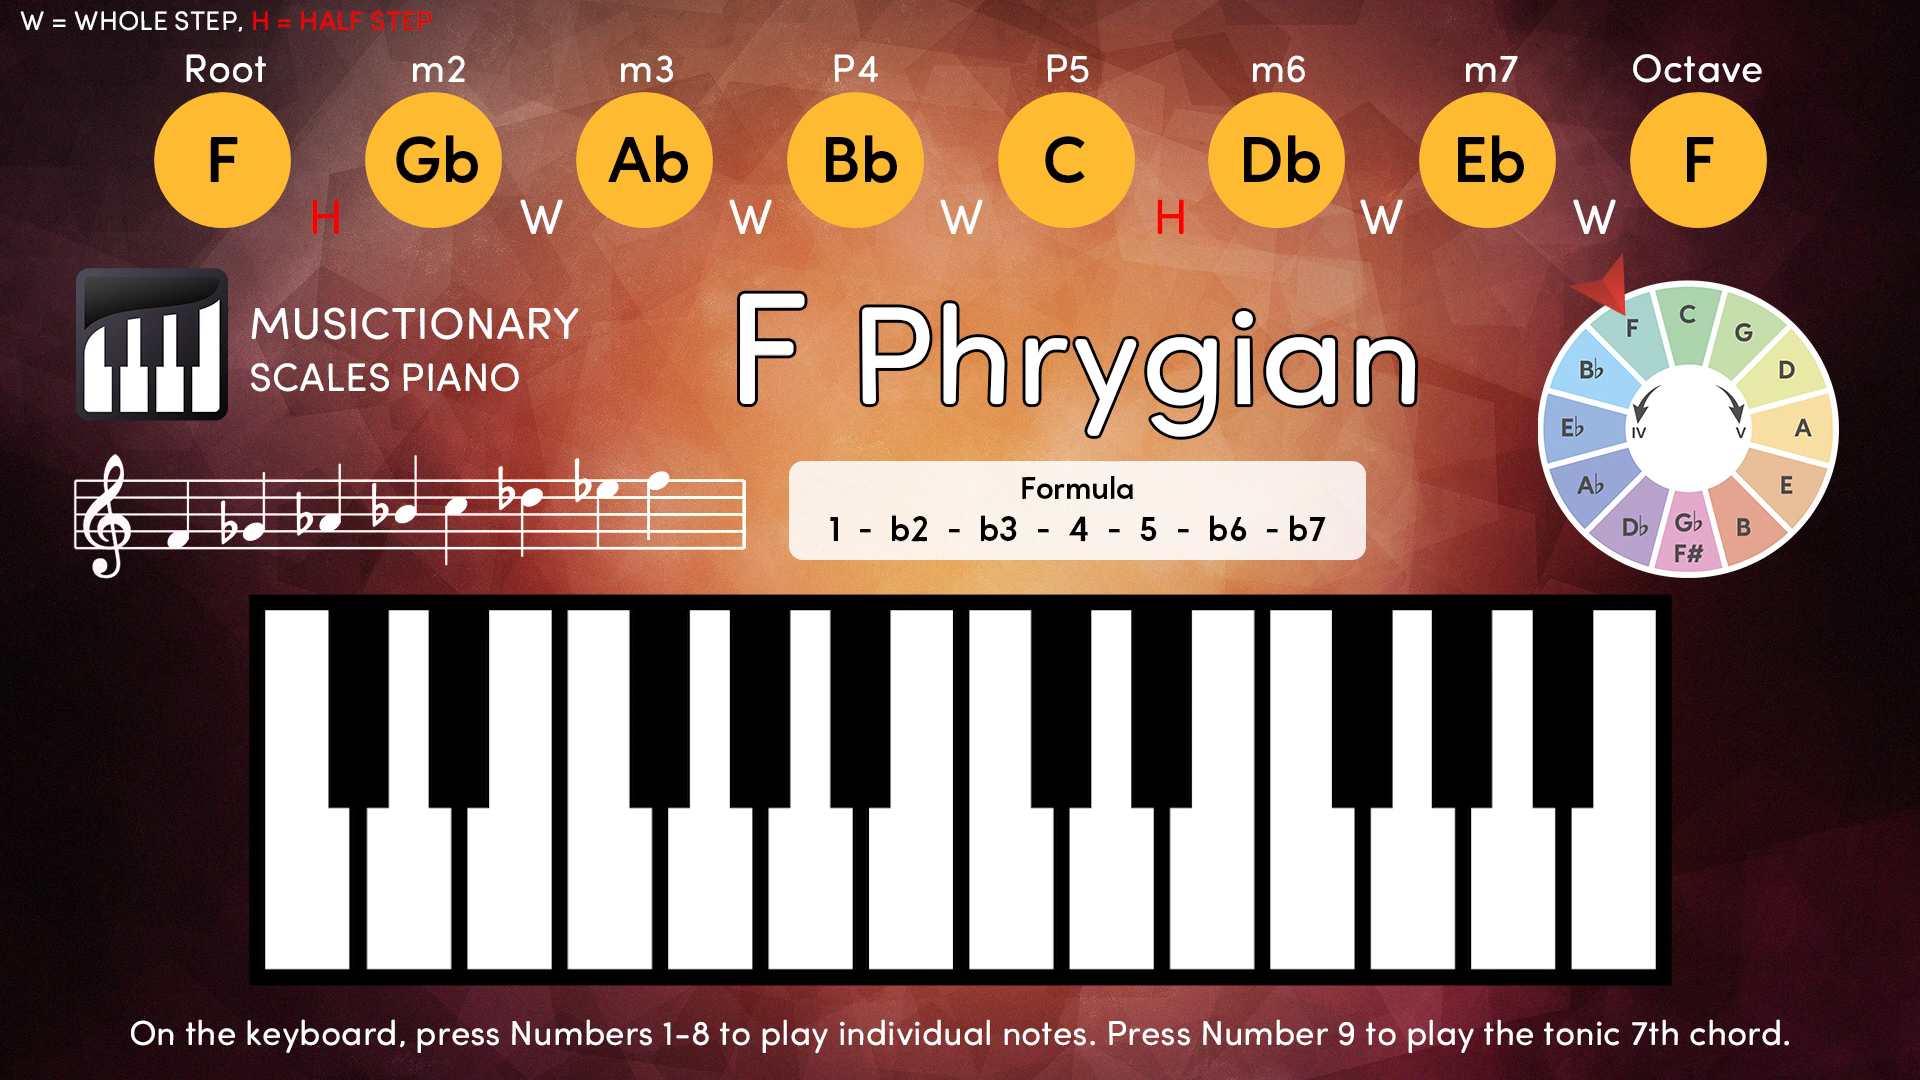 W = WHOLE STEP, H = HALF STEP
Root m2 m3 P4 P5 m6 m7 Octave
F Gb Ab Bb C Db Eb F
H W W W H W W
MUSICTIONARY
SCALES PIANO
F Phrygian
Formula
1 - b2 - b3 - 4 - 5 - b6 - b7
C
F G
B♭ D
E♭ IV V A
A♭ E
D♭ G♭ B
F#
On the keyboard, press Numbers 1-8 to play individual notes. Press Number 9 to play the tonic 7th chord.